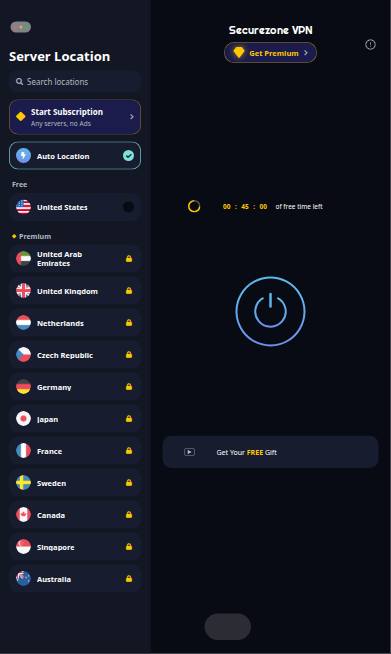 Server Location
Search locations
Start Subscription
Any servers, no Ads
Auto Location
Free
United States
Premium
United Arab
Emirates
United Kingdom
Netherlands
Czech Republic
Germany
Japan
France
Sweden
Canada
Singapore
Australia
Securezone VPN
Get Premium
00 : 45 : 00 of free time left
Get Your FREE Gift